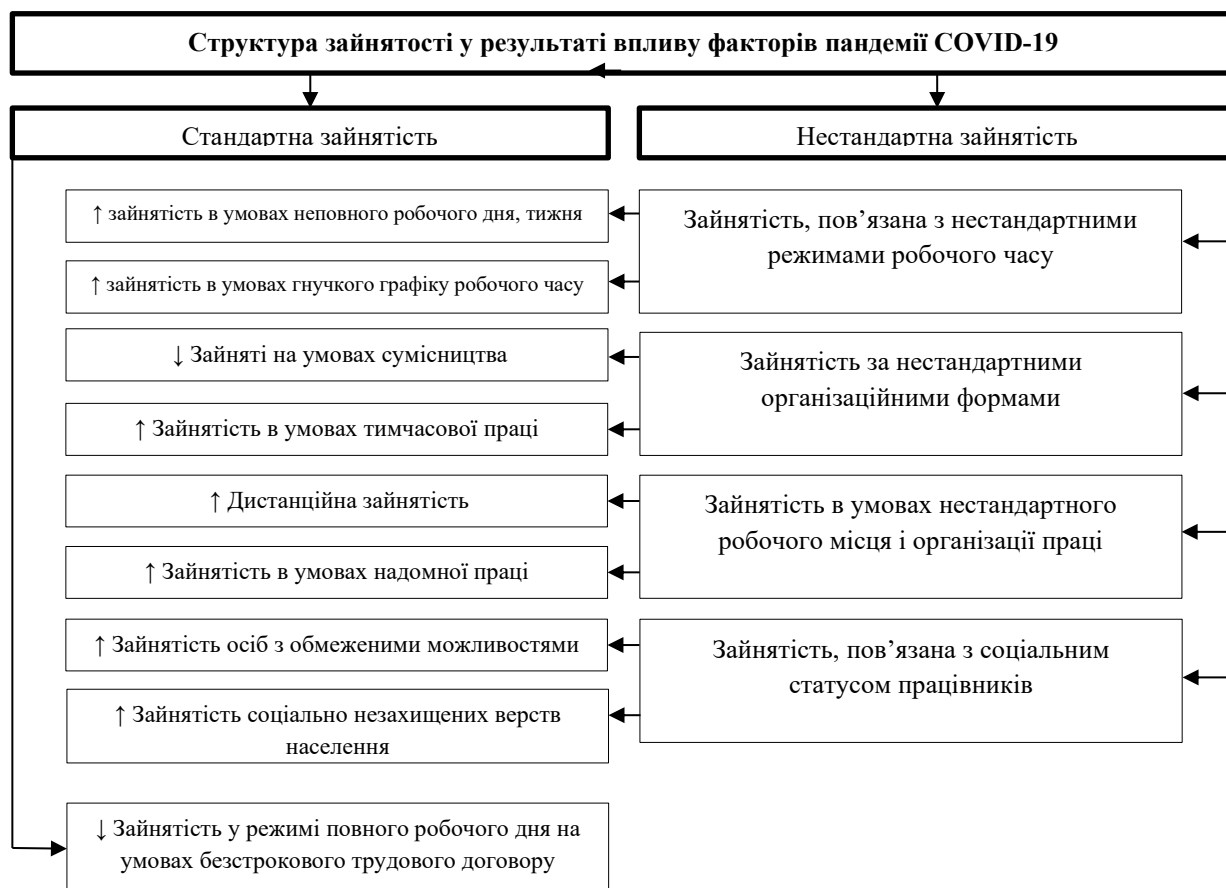 Структура зайнятості у результаті впливу факторів пандемії COVID-19
Стандартна зайнятість
Нестандартна зайнятість
↑ зайнятість в умовах неповного робочого дня, тижня
↑ зайнятість в умовах гнучкого графіку робочого часу
Зайнятість, пов’язана з нестандартними
режимами робочого часу
↓ Зайняті на умовах сумісництва
↑ Зайнятість в умовах тимчасової праці
Зайнятість за нестандартними
організаційними формами
↑ Дистанційна зайнятість
↑ Зайнятість в умовах надомної праці
Зайнятість в умовах нестандартного
робочого місця і організації праці
↑ Зайнятість осіб з обмеженими можливостями
↑ Зайнятість соціально незахищених верств
населення
Зайнятість, пов’язана з соціальним
статусом працівників
↓ Зайнятість у режимі повного робочого дня на
умовах безстрокового трудового договору